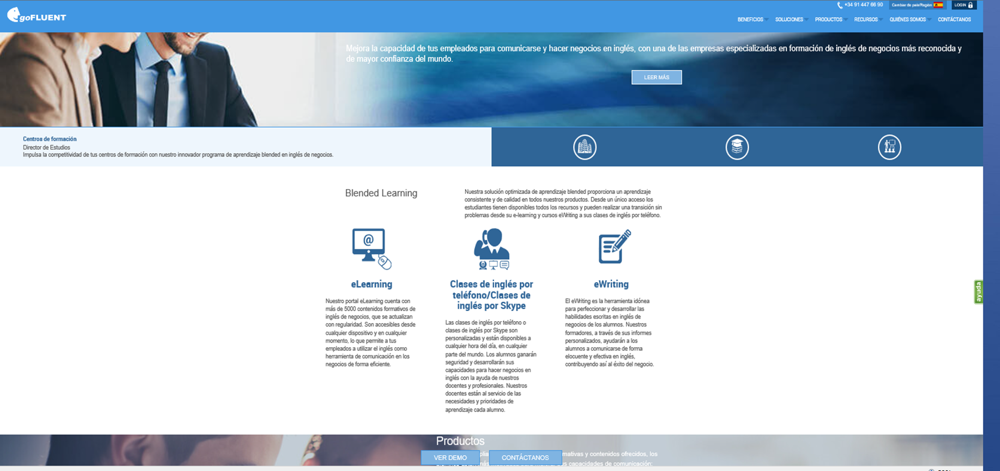 goFLUENT
+34 91 447 66 90
Cambiar de país/Región
LOGIN
BENEFICIOS
SOLUCIONES
PRODUCTOS
RECURSOS
QUIÉNES SOMOS
CONTÁCTANOS
Mejora la capacidad de tus empleados para comunicarse y hacer negocios en inglés, con una de las empresas especializadas en formación de inglés de negocios más reconocida y
de mayor confianza del mundo.
LEER MÁS
Centros de formación
Director de Estudios
Impulsa la competitividad de tus centros de formación con nuestro innovador programa de aprendizaje blended en inglés de negocios.
Blended Learning
Nuestra solución optimizada de aprendizaje blended proporciona un aprendizaje
consistente y de calidad en todos nuestros productos. Desde un único acceso los
estudiantes tienen disponibles todos los recursos y pueden realizar una transición sin
problemas desde su e-learning y cursos eWriting a sus clases de inglés por teléfono.
@
eLearning
Nuestro portal eLearning cuenta con
más de 5000 contenidos formativos de
inglés de negocios, que se actualizan
con regularidad. Son accesibles desde
cualquier dispositivo y en cualquier
momento, lo que permite a tus
empleados a utilizar el inglés como
herramienta de comunicación en los
negocios de forma eficiente.
Clases de inglés por
teléfono/Clases de
inglés por Skype
Las clases de inglés por teléfono o
clases de inglés por Skype son
personalizadas y están disponibles a
cualquier hora del día, en cualquier
parte del mundo. Los alumnos ganarán
seguridad y desarrollarán sus
capacidades para hacer negocios en
inglés con la ayuda de nuestros
docentes y profesionales. Nuestros
docentes están al servicio de las
necesidades y prioridades de
aprendizaje cada alumno.
eWriting
El eWriting es la herramienta idónea
para perfeccionar y desarrollar las
habilidades escritas en inglés de
negocios de los alumnos. Nuestros
formadores, a través de sus informes
personalizados, ayudarán a los
alumnos a comunicarse de forma
elocuente y efectiva en inglés,
contribuyendo así al éxito del negocio.
ayuda
Productos
VER DEMO
CONTÁCTANOS
y contenidos ofrecidos, los
capacidades de comunicación: